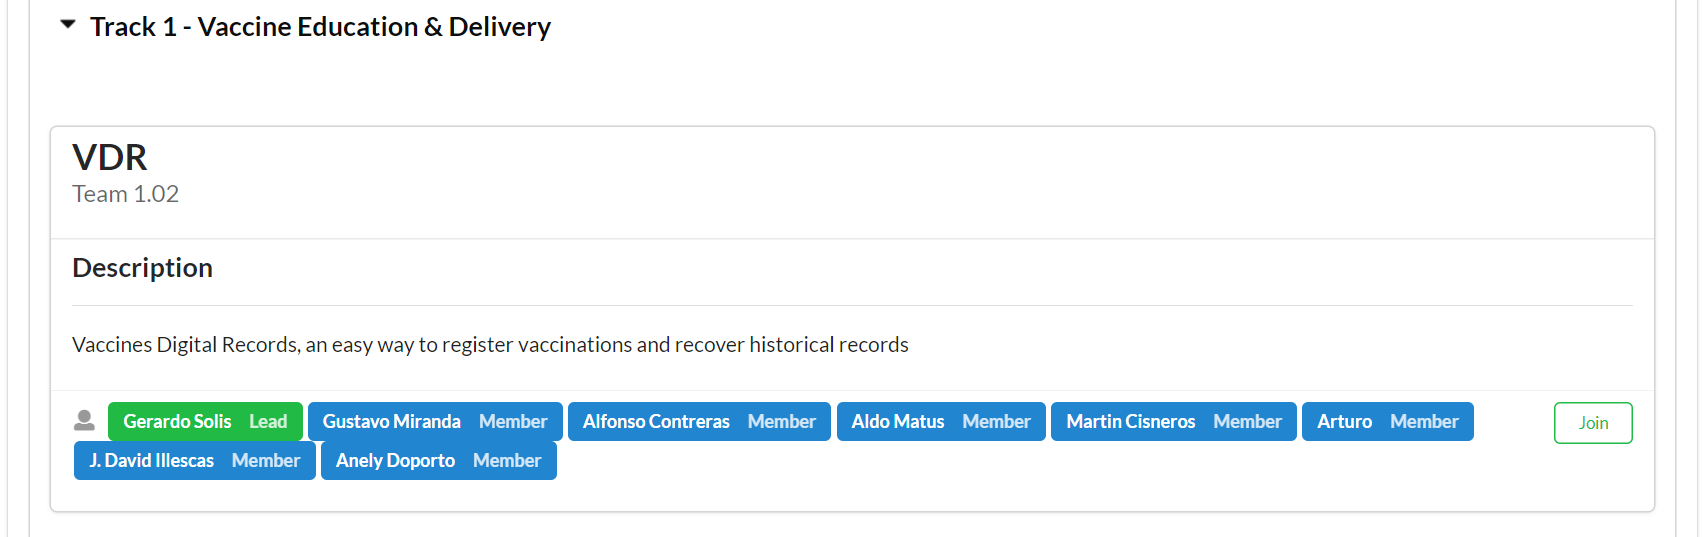 Track 1 - Vaccine Education & Delivery
VDR
Team 1.02
Description
Vaccines Digital Records, an easy way to register vaccinations and recover historical records
Gerardo Solis Lead Gustavo Miranda Member Alfonso Contreras Member Aldo Matus Member Martin Cisneros Member Arturo Member Join
J. David Illescas Member Anely Doporto Member